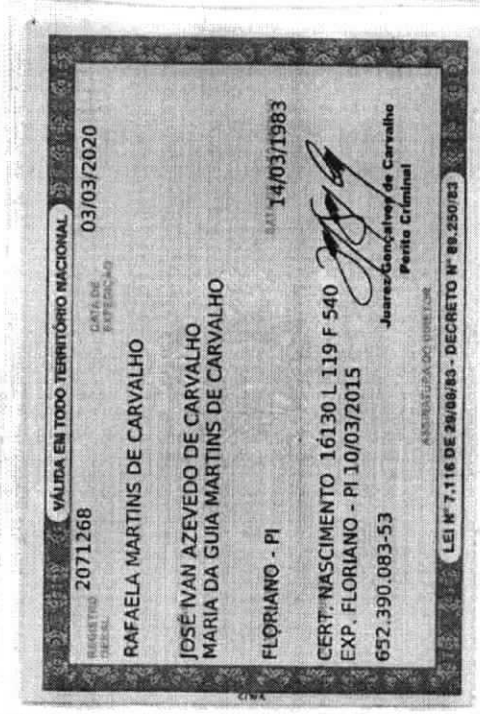 VÁLIDA EM TODO TERRITÓRIO NACIONAL
REGISTRO GERAL 2071268 DATA DE EXPEDIÇÃO 03/03/2020
RAFAELA MARTINS DE CARVALHO
JOSÉ IVAN AZEVEDO DE CARVALHO
MARIA DA GUIA MARTINS DE CARVALHO
FLORIANO - PI 14/03/1983
CERT. NASCIMENTO 16130 L 119 F 540
EXP. FLORIANO - PI 10/03/2015
652.390.083-53
Juarez Gonçalves de Carvalho
Perito Criminal
ASSINATURA DO DIRETOR
LEI Nº 7.116 DE 29/08/83 - DECRETO Nº 89.250/83